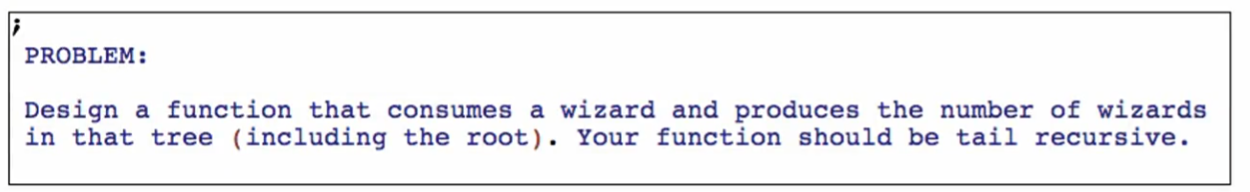 ;
PROBLEM:
Design a function that consumes a wizard and produces the number of wizards
in that tree (including the root). Your function should be tail recursive.